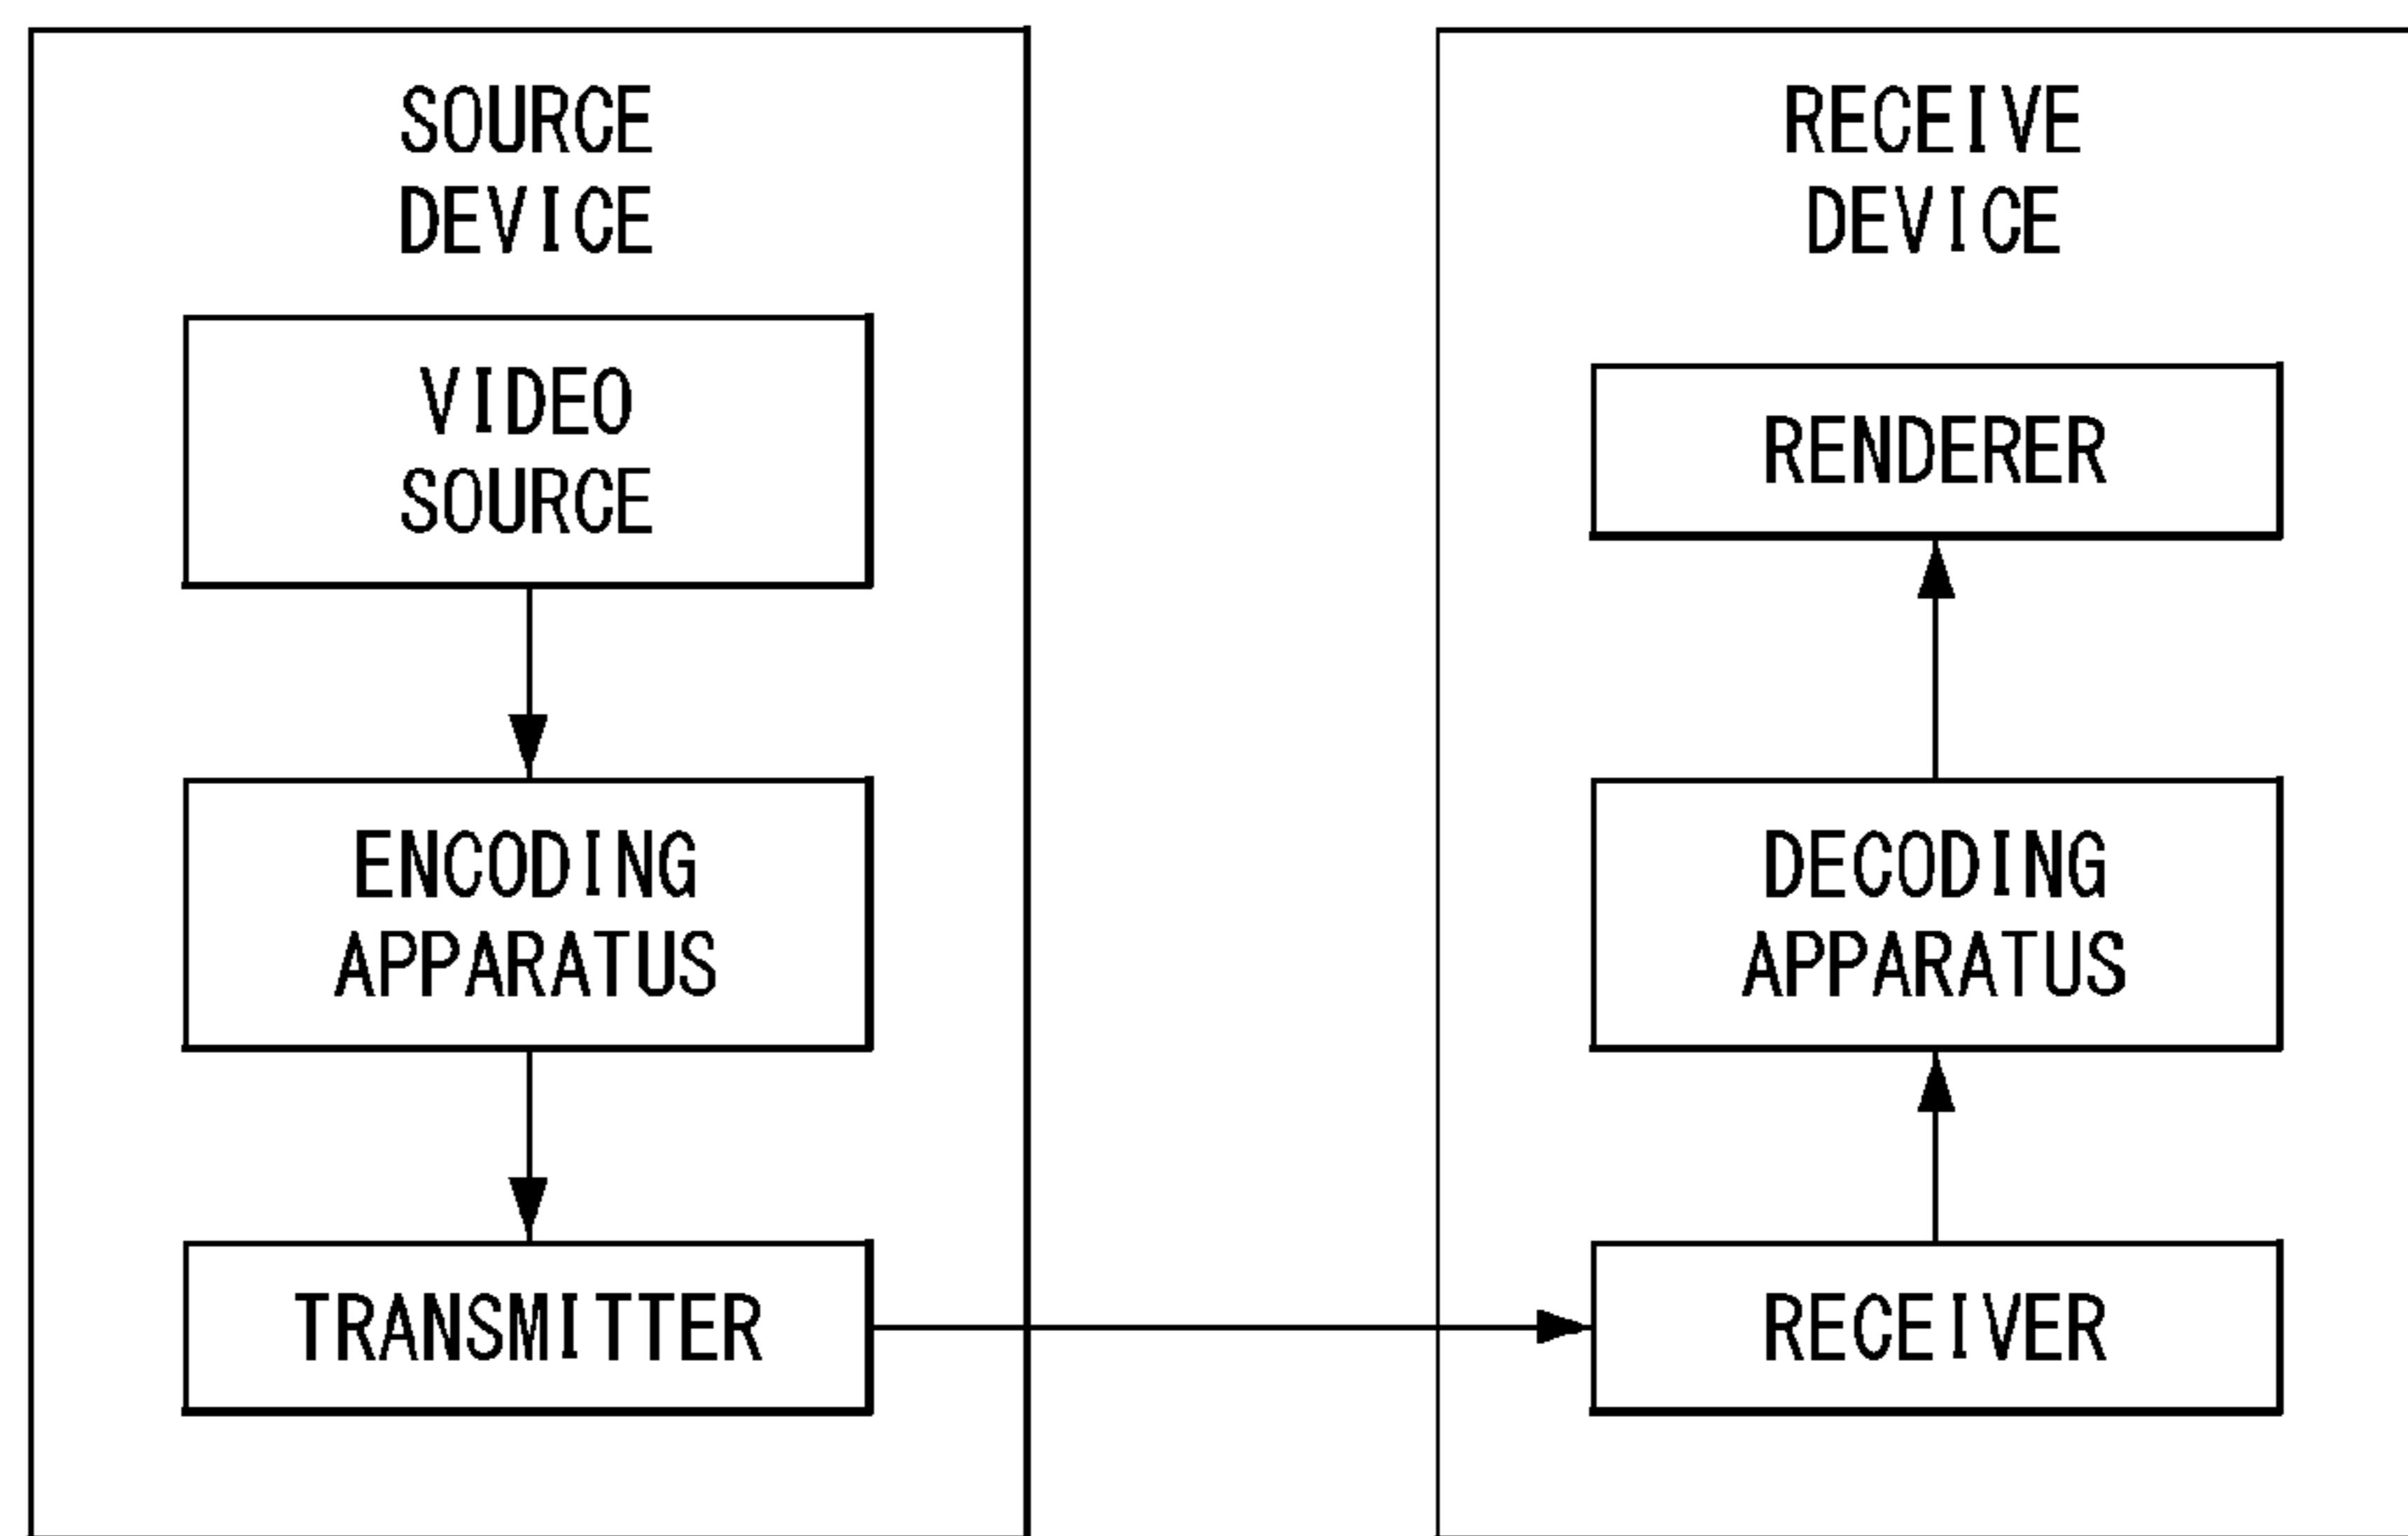 SOURCE
DEVICE
VIDEO
SOURCE
ENCODING
APPARATUS
TRANSMITTER
RECEIVE
DEVICE
RENDERER
DECODING
APPARATUS
RECEIVER